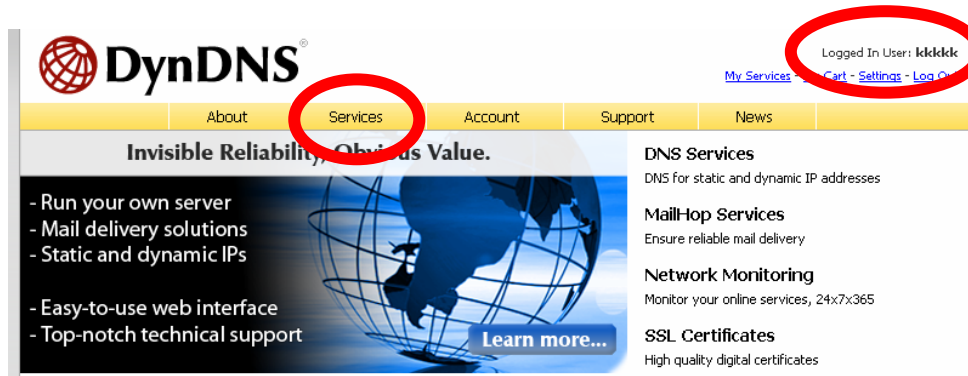 DynDNS®
Logged In User: kkkkk
My Services - Cart - Settings - Log
About Services Account Support News
Invisible Reliability, Obvious Value.
- Run your own server
- Mail delivery solutions
- Static and dynamic IPs
- Easy-to-use web interface
- Top-notch technical support
Learn more...
DNS Services
DNS for static and dynamic IP addresses
MailHop Services
Ensure reliable mail delivery
Network Monitoring
Monitor your online services, 24x7x365
SSL Certificates
High quality digital certificates